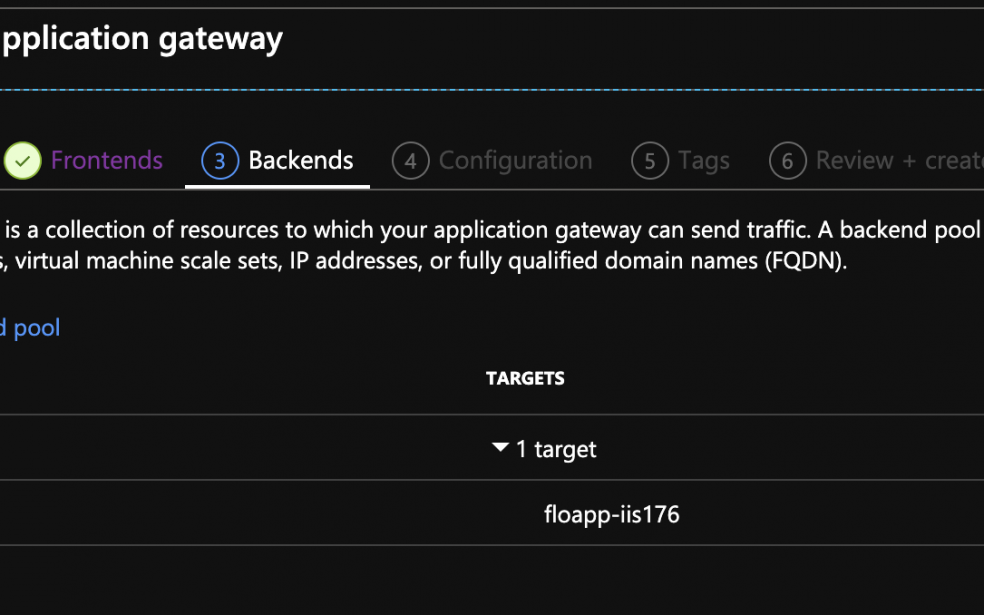 pplication gateway
Frontends 3 Backends 4 Configuration 5 Tags 6 Review + create
is a collection of resources to which your application gateway can send traffic. A backend pool
s, virtual machine scale sets, IP addresses, or fully qualified domain names (FQDN).
d pool
TARGETS
1 target
floapp-iis176